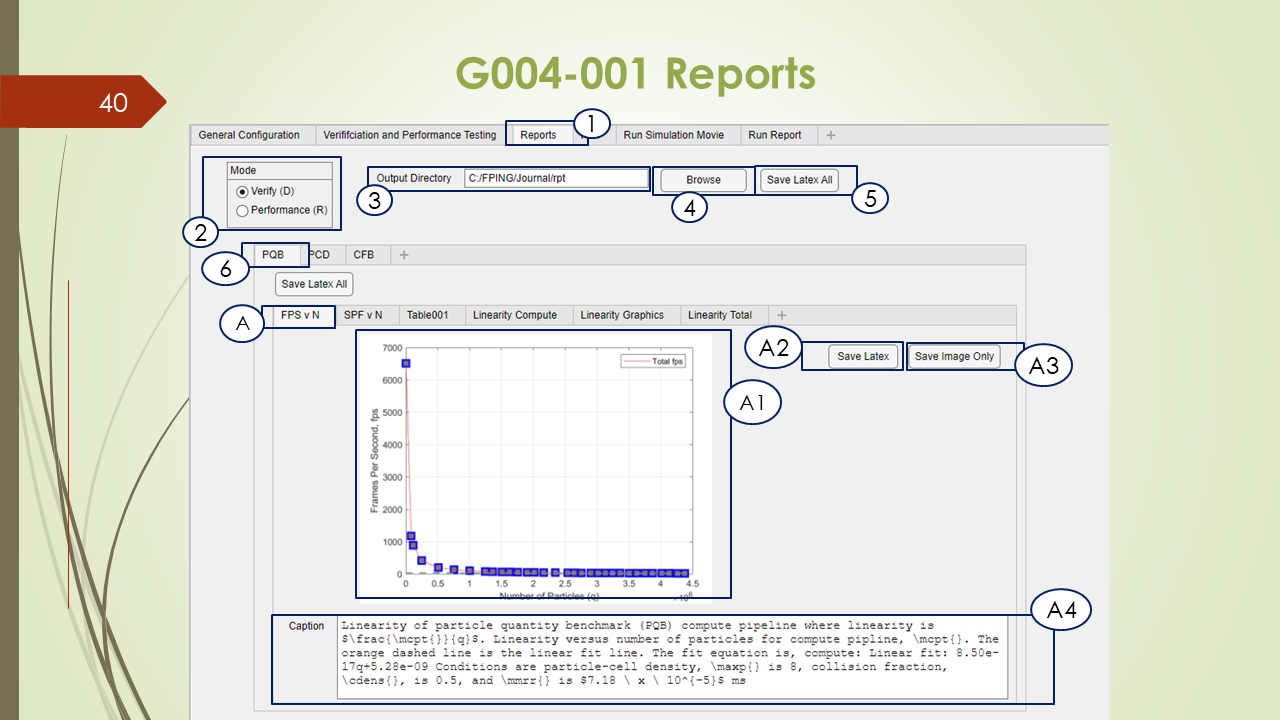 G004-001 Reports
40
General Configuration Verififciation and Performance Testing Reports 1 Run Simulation Movie Run Report +
Mode
Verify (D)
Performance (R)
2
Output Directory C:/FPING/Journal/rpt Browse Save Latex All
3 4 5
PQB PCD CFB +
6
Save Latex All
A FPS v N SPF v N Table001 Linearity Compute Linearity Graphics Linearity Total +
A2 Save Latex Save Image Only A3
A1
Total fps
Frames Per Second, fps
7000
6000
5000
4000
3000
2000
1000
0
0 0.5 1 1.5 2 2.5 3 3.5 4 4.5
Number of Particles (q) ×10^6
A4
Caption
Linearity of particle quantity benchmark (PQB) compute pipeline where linearity is
$\frac{\mcpt{}}{q}$. Linearity versus number of particles for compute pipline, \mcpt{}. The
orange dashed line is the linear fit line. The fit equation is, compute: Linear fit: 8.50e-
17q+5.28e-09 Conditions are particle-cell density, \maxp{} is 8, collision fraction,
\cdens{}, is 0.5, and \mmrr{} is $7.18 \ x \ 10^{-5}$ ms